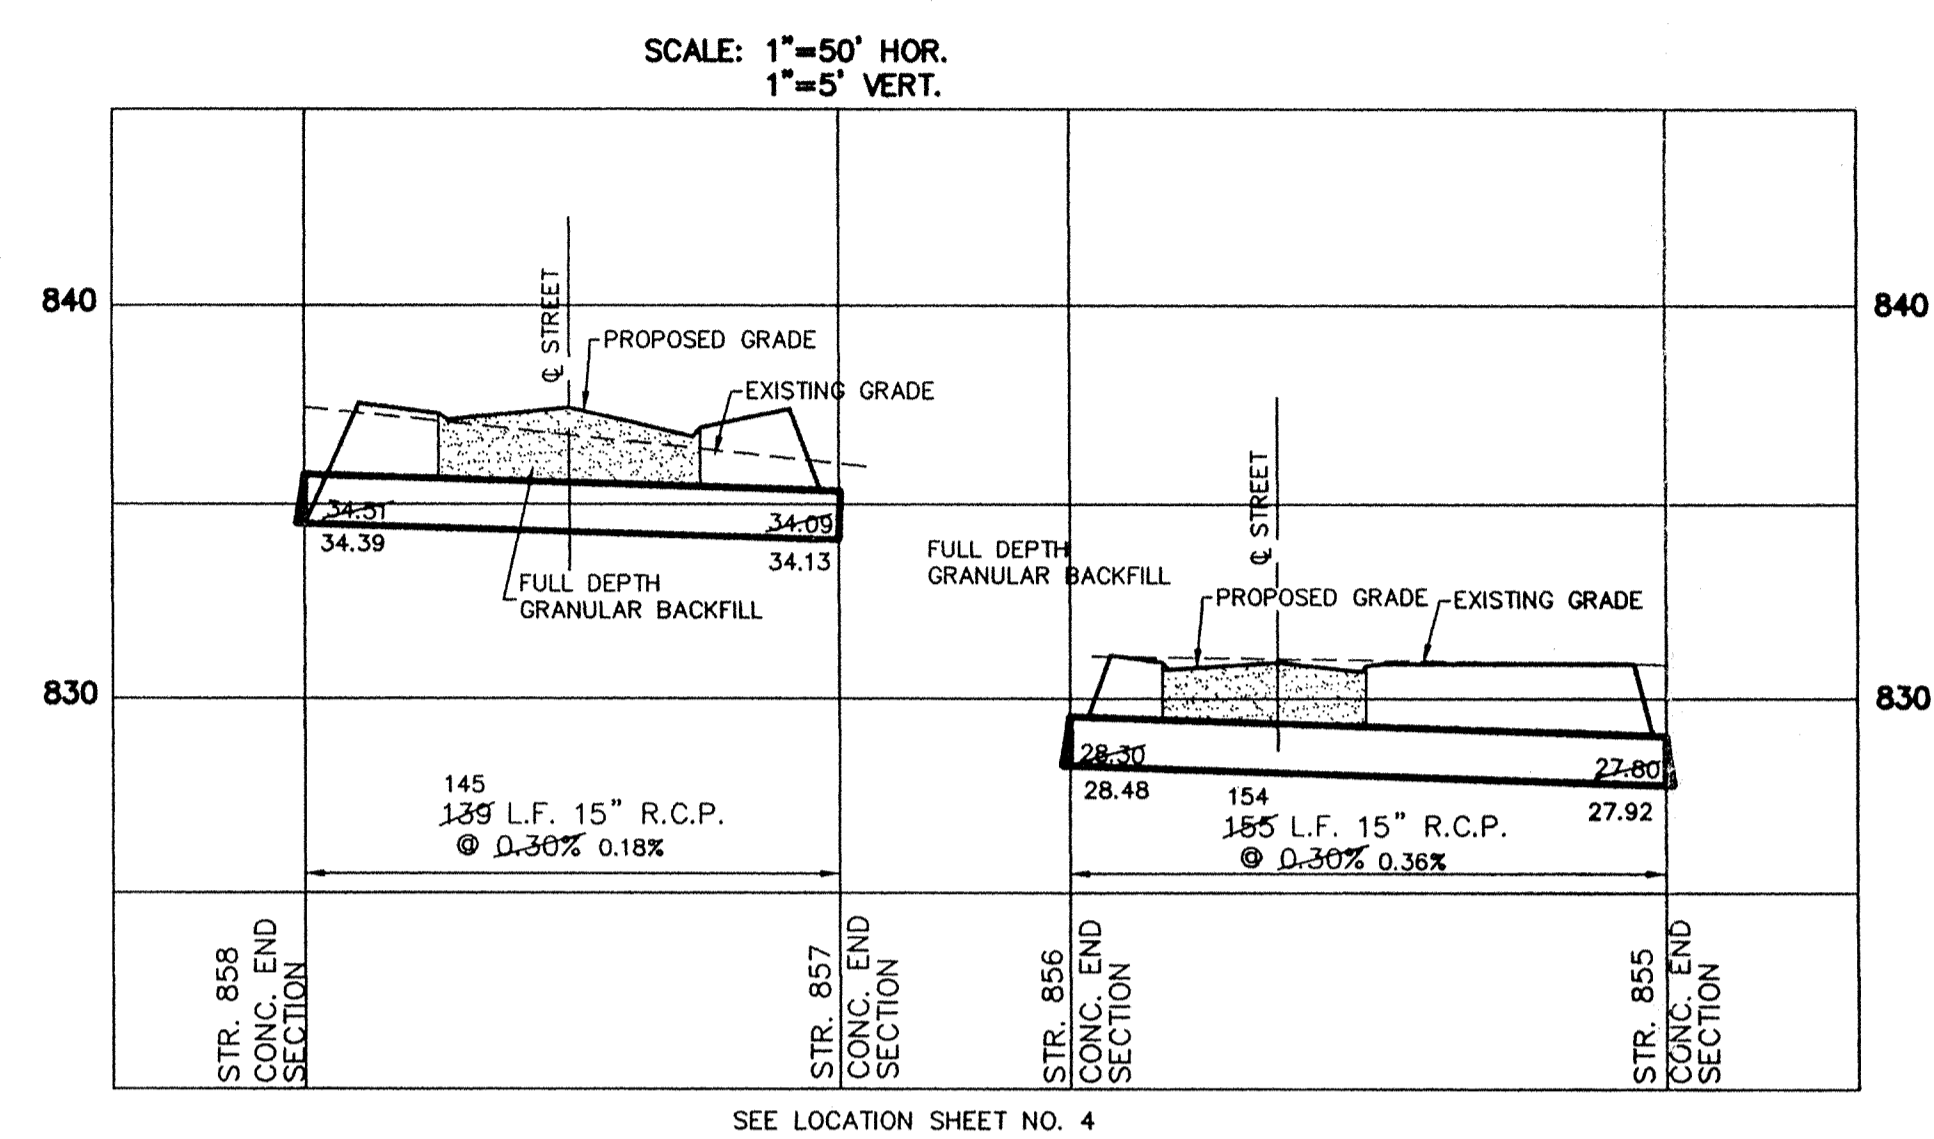 SCALE: 1"=50' HOR.
1"=5' VERT.
840
840
℄ STREET
PROPOSED GRADE
EXISTING GRADE
34.51
34.39
34.09
34.13
FULL DEPTH
GRANULAR BACKFILL
℄ STREET
FULL DEPTH
GRANULAR BACKFILL
PROPOSED GRADE
EXISTING GRADE
830
830
28.30
28.48
27.80
27.92
145
139 L.F. 15" R.C.P.
@ 0.30% 0.18%
154
155 L.F. 15" R.C.P.
@ 0.30% 0.36%
STR. 858
CONC. END
SECTION
STR. 857
CONC. END
SECTION
STR. 856
CONC. END
SECTION
STR. 855
CONC. END
SECTION
SEE LOCATION SHEET NO. 4